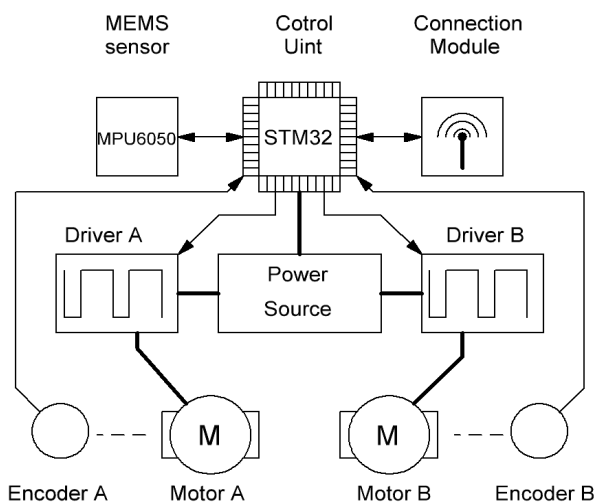 MEMS
sensor
Cotrol
Uint
Connection
Module
MPU6050
STM32
Driver A
Driver B
Power
Source
M
M
Encoder A
Motor A
Motor B
Encoder B